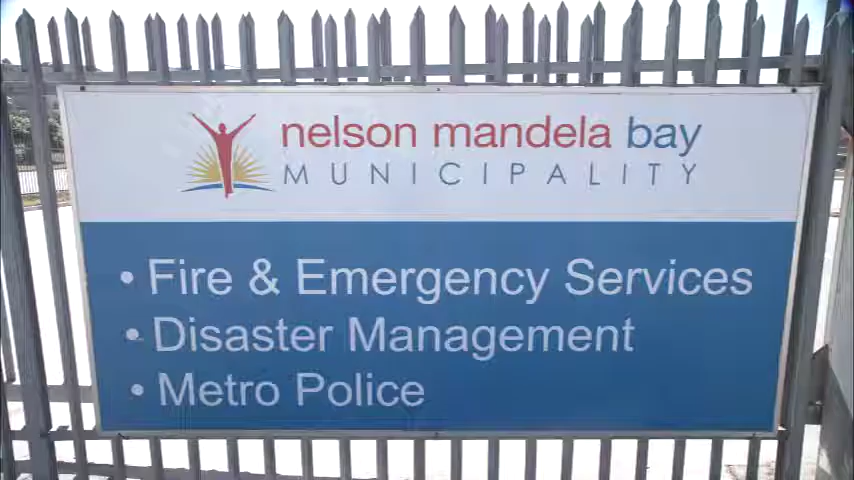 nelson mandela bay
MUNICIPALITY
• Fire & Emergency Services
• Disaster Management
• Metro Police